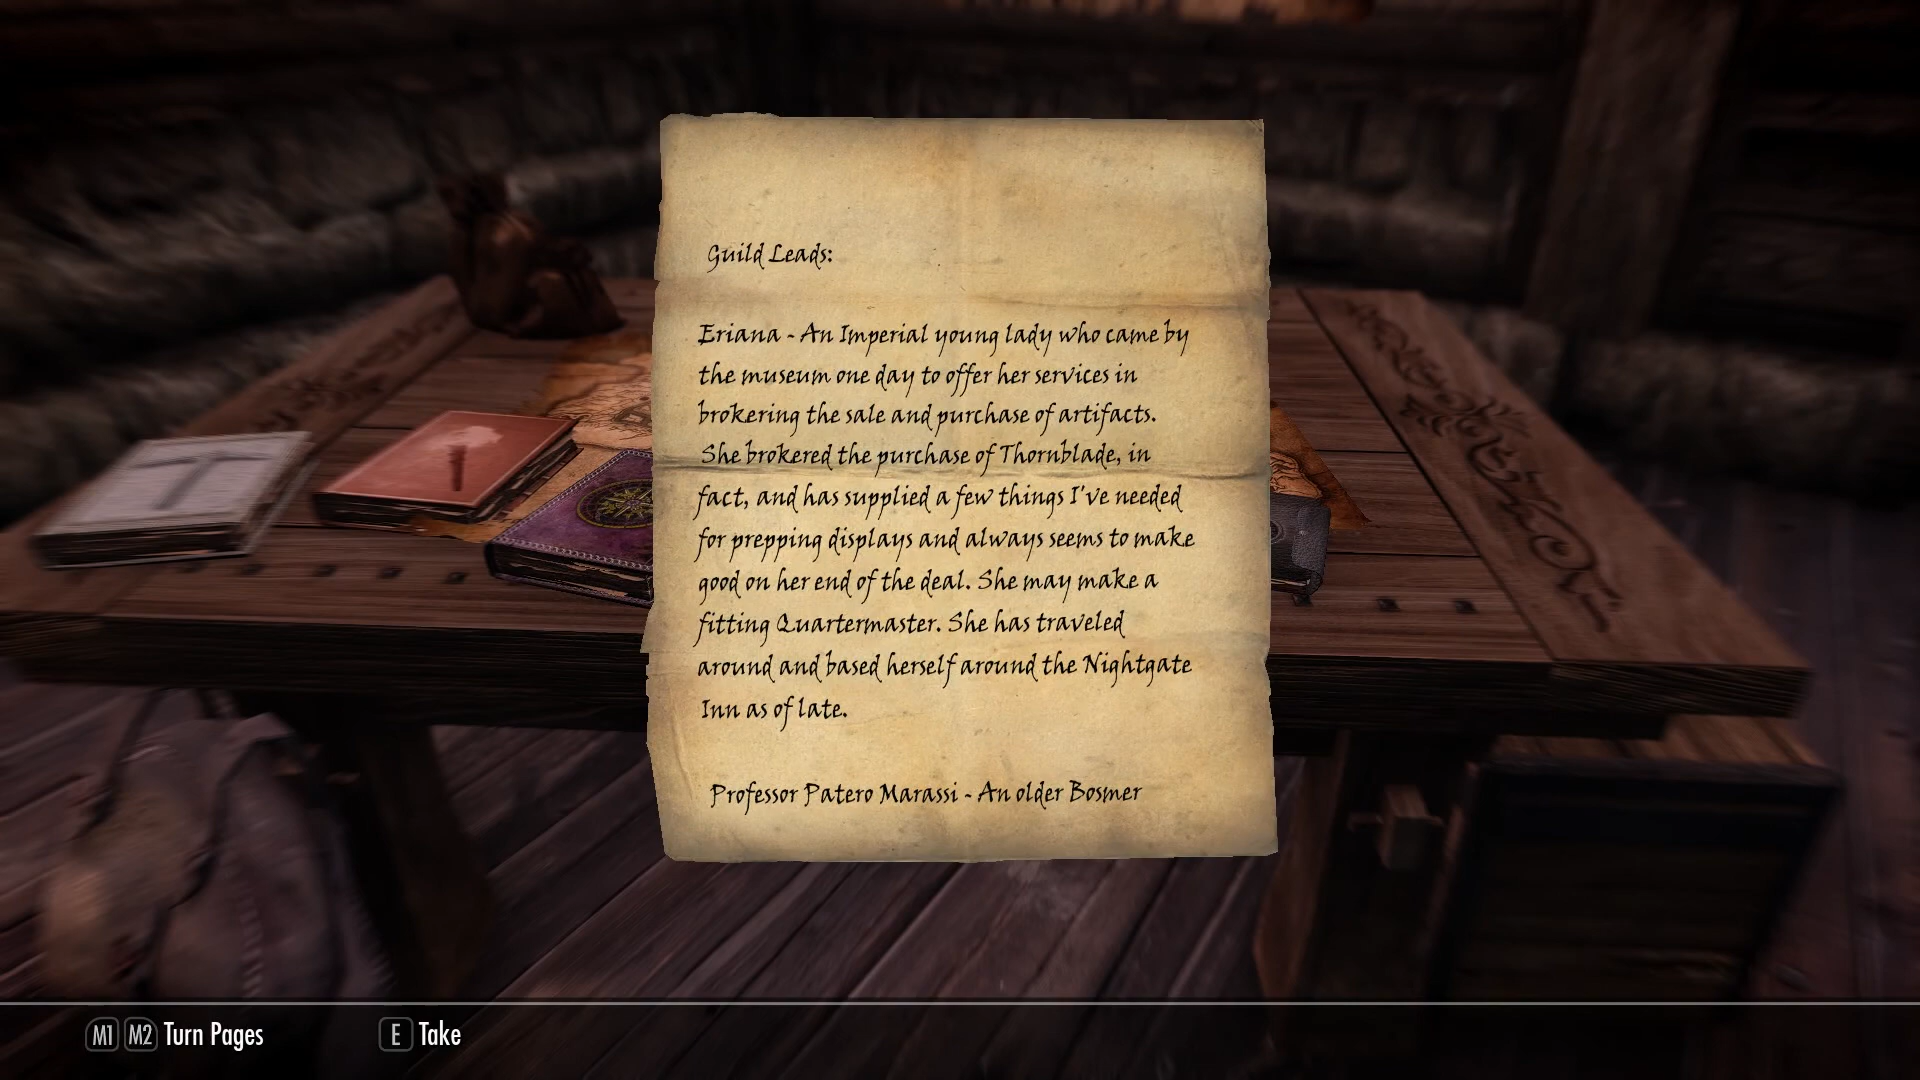 Guild Leads:
Eriana - An Imperial young lady who came by
the museum one day to offer her services in
brokering the sale and purchase of artifacts.
She brokered the purchase of Thornblade, in
fact, and has supplied a few things I've needed
for prepping displays and always seems to make
good on her end of the deal. She may make a
fitting Quartermaster. She has traveled
around and based herself around the Nightgate
Inn as of late.
Professor Patero Marassi - An older Bosmer
M1 M2 Turn Pages
E Take